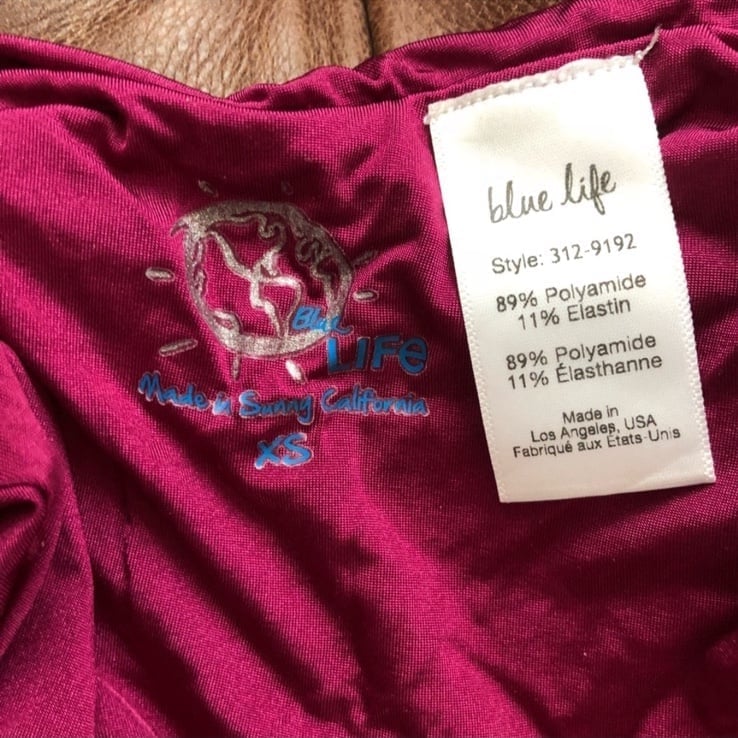 Blue
LIFe
Made in Sunny California
XS
blue life
Style: 312-9192
89% Polyamide
11% Elastin
89% Polyamide
11% Élasthanne
Made in
Los Angeles, USA
Fabriqué aux États-Unis